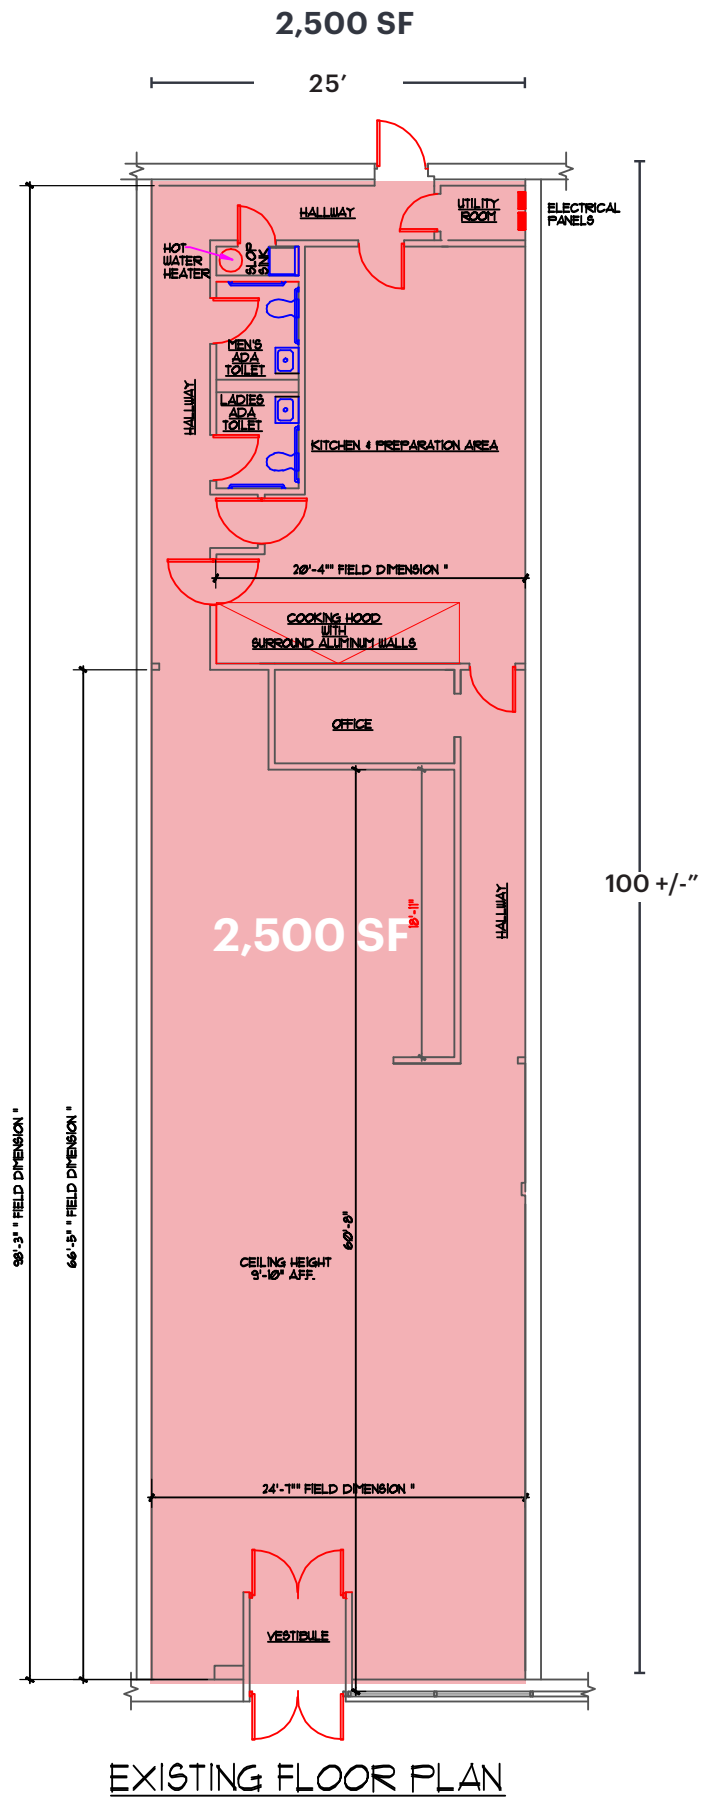 2,500 SF
25’
HALLWAY
UTILITY
ROOM
ELECTRICAL
PANELS
HOT
WATER
HEATER
SLOP
SINK
MEN'S
ADA
TOILET
HALLWAY
LADIES
ADA
TOILET
KITCHEN & PREPARATION AREA
20'-4"" FIELD DIMENSION "
COOKING HOOD
WITH
SURROUND ALUMINUM WALLS
OFFICE
100 +/-”
HALLWAY
18'-11"
2,500 SF
98'-3" " FIELD DIMENSION "
66'-5" " FIELD DIMENSION "
60'-8"
CEILING HEIGHT
9'-10" A.F.F.
24'-7"" FIELD DIMENSION "
VESTIBULE
EXISTING FLOOR PLAN